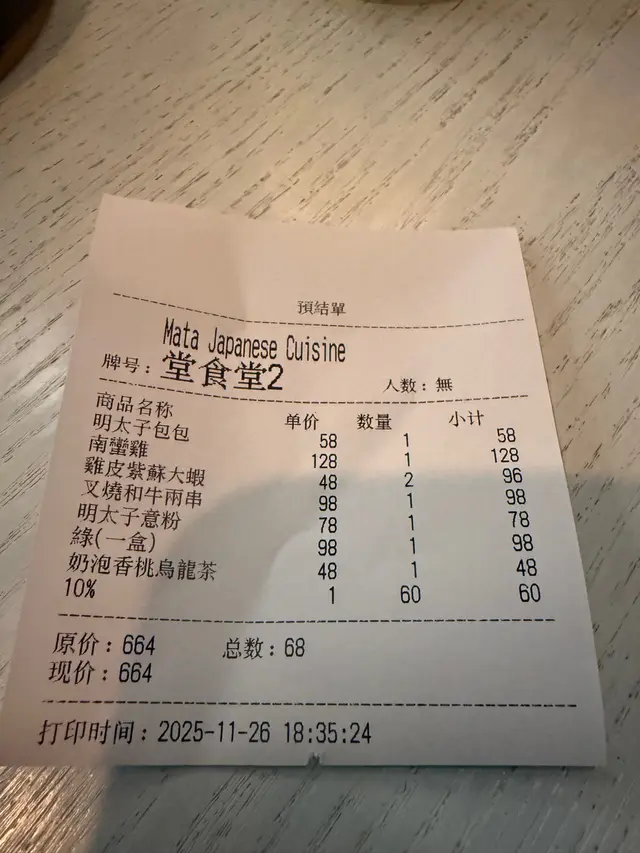 預結單
Mata Japanese Cuisine
牌号：堂食堂2 人数：無
商品名称 单价 数量 小计
明太子包包 58 1 58
南蠻雞 128 1 128
雞皮紫蘇大蝦 48 2 96
叉燒和牛兩串 98 1 98
明太子意粉 78 1 78
綠(一盒) 98 1 98
奶泡香桃烏龍茶 48 1 48
10% 1 60 60
原价：664 总数：68
现价：664
打印时间：2025-11-26 18:35:24